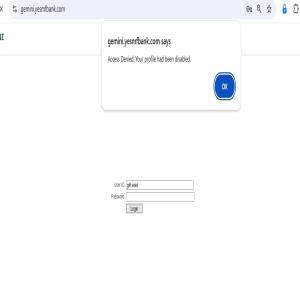 gemini.yesmfbank.com
gemini.yesmfbank.com says
Access Denied. Your profile had been disabled.
OK
User ID:
Password:
Login